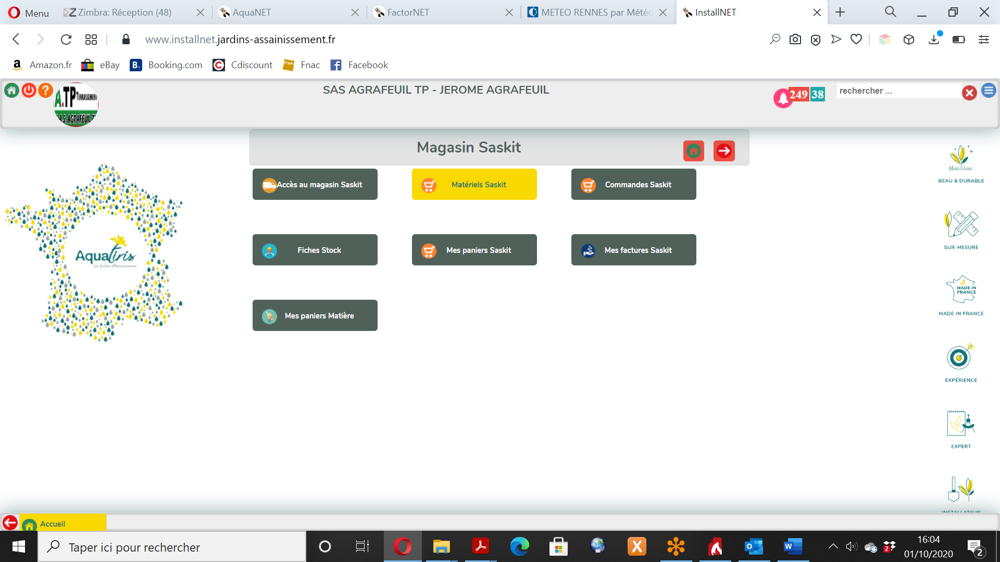 Menu
Zimbra: Réception (48)
AquaNET
FactorNET
METEO RENNES par Météo
InstallNET
www.installnet.jardins-assainissement.fr
Amazon.fr
eBay
Booking.com
Cdiscount
Fnac
Facebook
A.TP TERRASSEMENT
S.A.S. AGRAFEUIL TP
SAS AGRAFEUIL TP - JEROME AGRAFEUIL
249 38
rechercher ...
Magasin Saskit
Accès au magasin Saskit
Matériels Saskit
Commandes Saskit
Fiches Stock
Mes paniers Saskit
Mes factures Saskit
Mes paniers Matière
Aquatiris
Les Jardins d'Assainissement
BEAU & DURABLE
SUR-MESURE
MADE IN
FRANCE
MADE IN FRANCE
EXPÉRIENCE
EXPERT
INSTALLATEUR
Accueil
Taper ici pour rechercher
16:04
01/10/2020
2
2